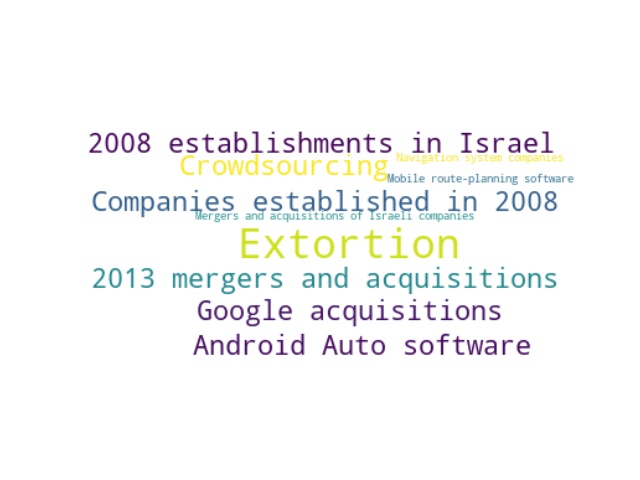 2008 establishments in Israel
Navigation system companies
Crowdsourcing
Mobile route-planning software
Companies established in 2008
Mergers and acquisitions of Israeli companies
Extortion
2013 mergers and acquisitions
Google acquisitions
Android Auto software